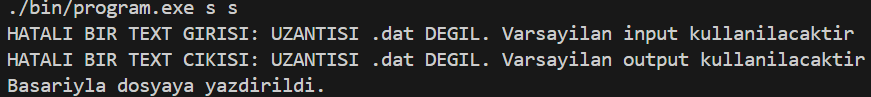 ./bin/program.exe s s
HATALI BIR TEXT GIRISI: UZANTISI .dat DEGIL. Varsayilan input kullanilacaktir
HATALI BIR TEXT CIKISI: UZANTISI .dat DEGIL. Varsayilan output kullanilacaktir
Basariyla dosyaya yazdirildi.